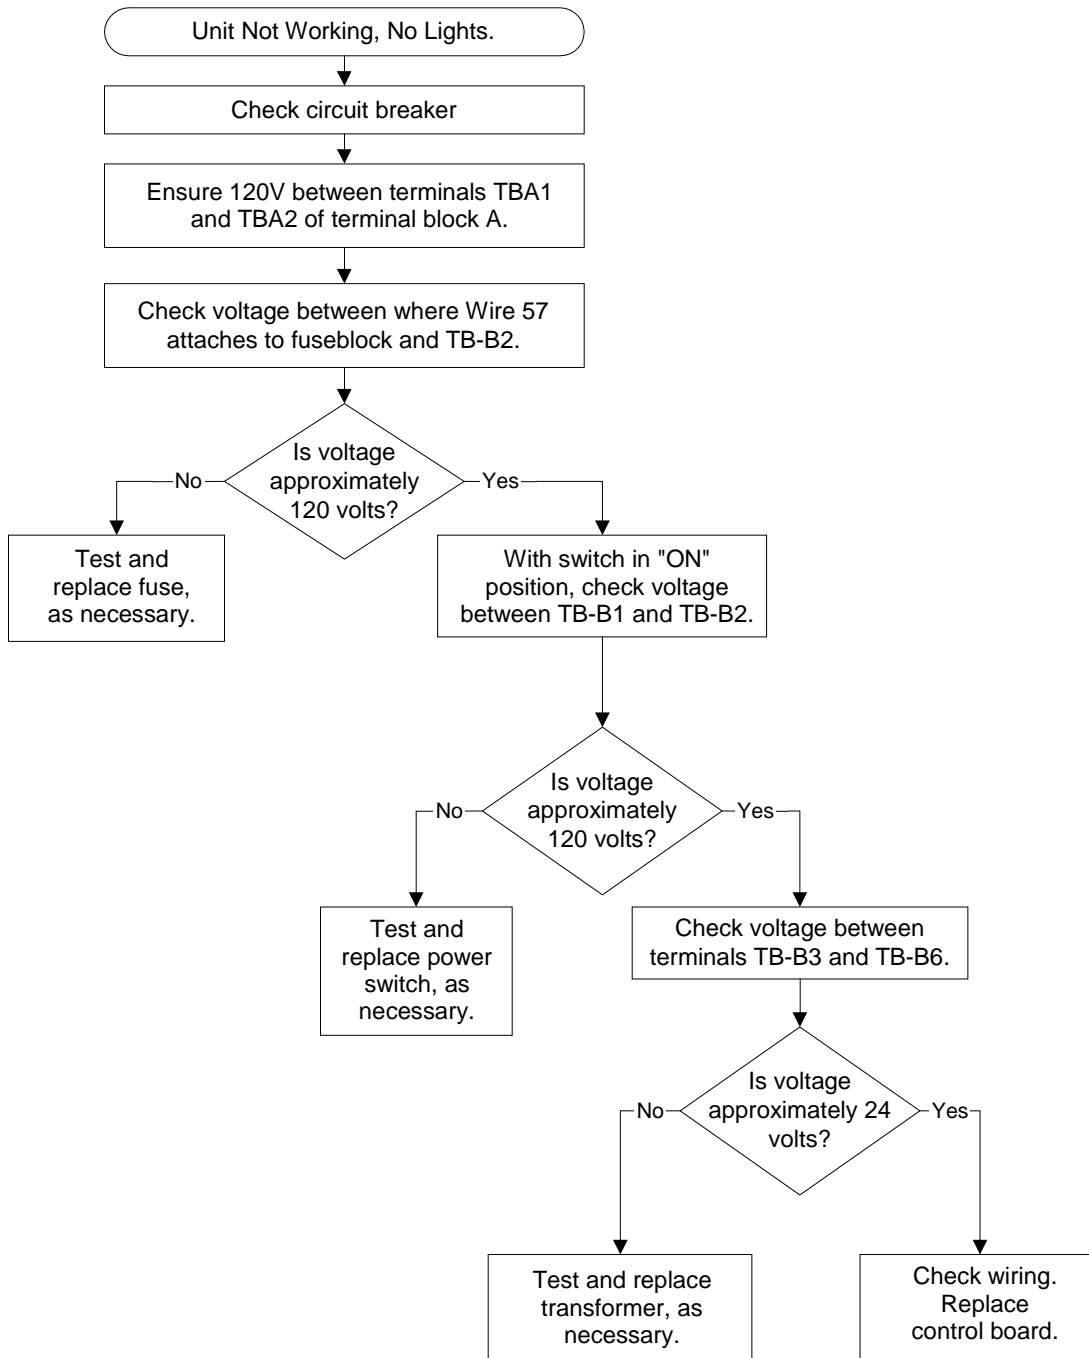 Unit Not Working, No Lights.
Check circuit breaker
Ensure 120V between terminals TBA1
and TBA2 of terminal block A.
Check voltage between where Wire 57
attaches to fuseblock and TB-B2.
Is voltage
approximately
120 volts?
No
Yes
Test and
replace fuse,
as necessary.
With switch in "ON"
position, check voltage
between TB-B1 and TB-B2.
Is voltage
approximately
120 volts?
No
Yes
Test and
replace power
switch, as
necessary.
Check voltage between
terminals TB-B3 and TB-B6.
Is voltage
approximately 24
volts?
No
Yes
Test and replace
transformer, as
necessary.
Check wiring.
Replace
control board.